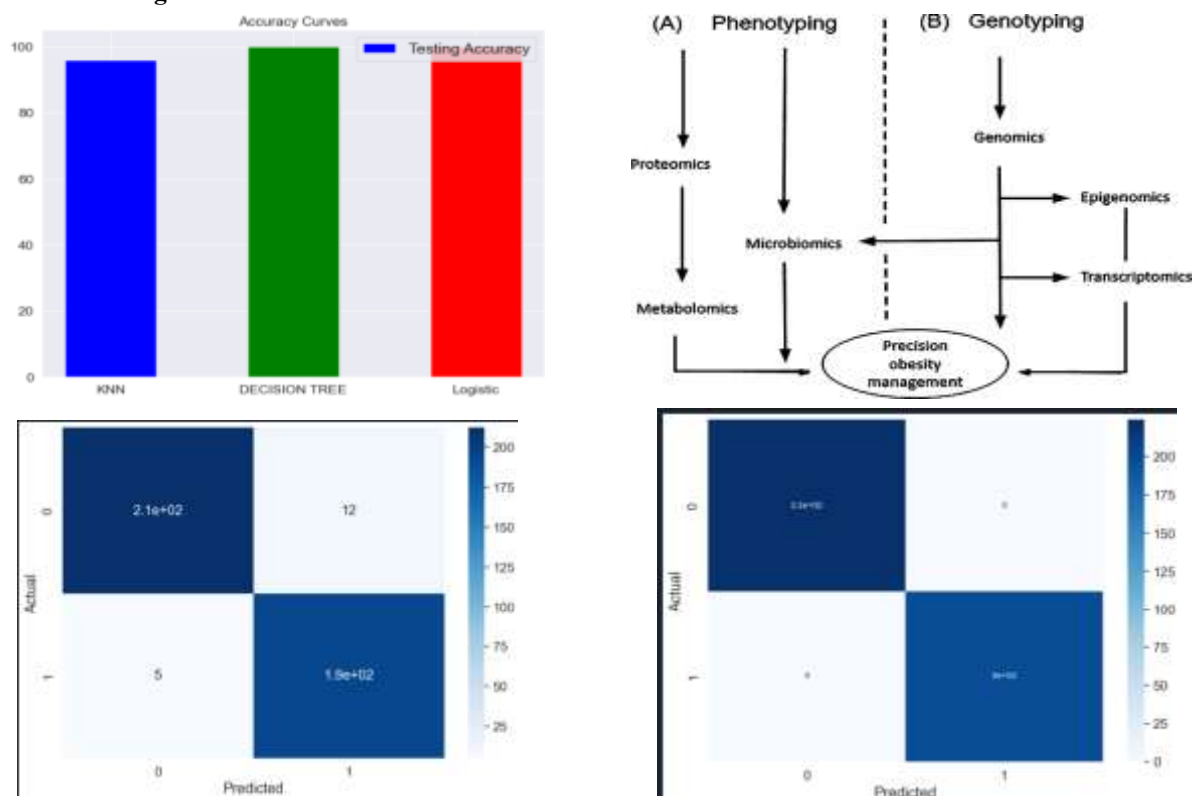 Accuracy Curves
Testing Accuracy
100
80
60
40
20
0
KNN DECISION TREE Logistic
(A) Phenotyping (B) Genotyping
Genomics
Proteomics
Epigenomics
Microbiomics
Transcriptomics
Metabolomics
Precision
obesity
management
2.1e+02 12
5 1.9e+02
0
1
Actual
0 1
Predicted
200
175
150
125
100
75
50
25
0
1
Actual
0 1
Predicted
200
175
150
125
100
75
50
25
0